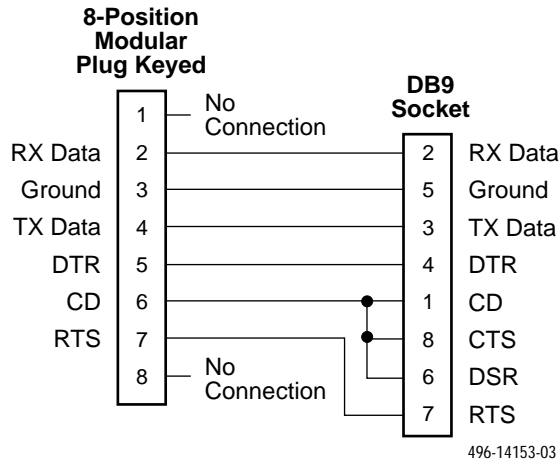 8-Position
Modular
Plug Keyed
DB9
Socket
1 No
Connection
RX Data 2 2 RX Data
Ground 3 5 Ground
TX Data 4 3 TX Data
DTR 5 4 DTR
CD 6 1 CD
RTS 7 8 CTS
8 No
Connection
6 DSR
7 RTS
496-14153-03